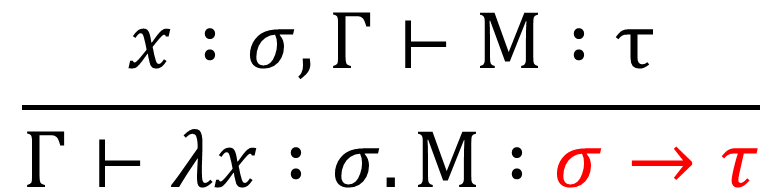 x : σ, Γ ⊢ M : τ
Γ ⊢ λx : σ. M : σ → τ